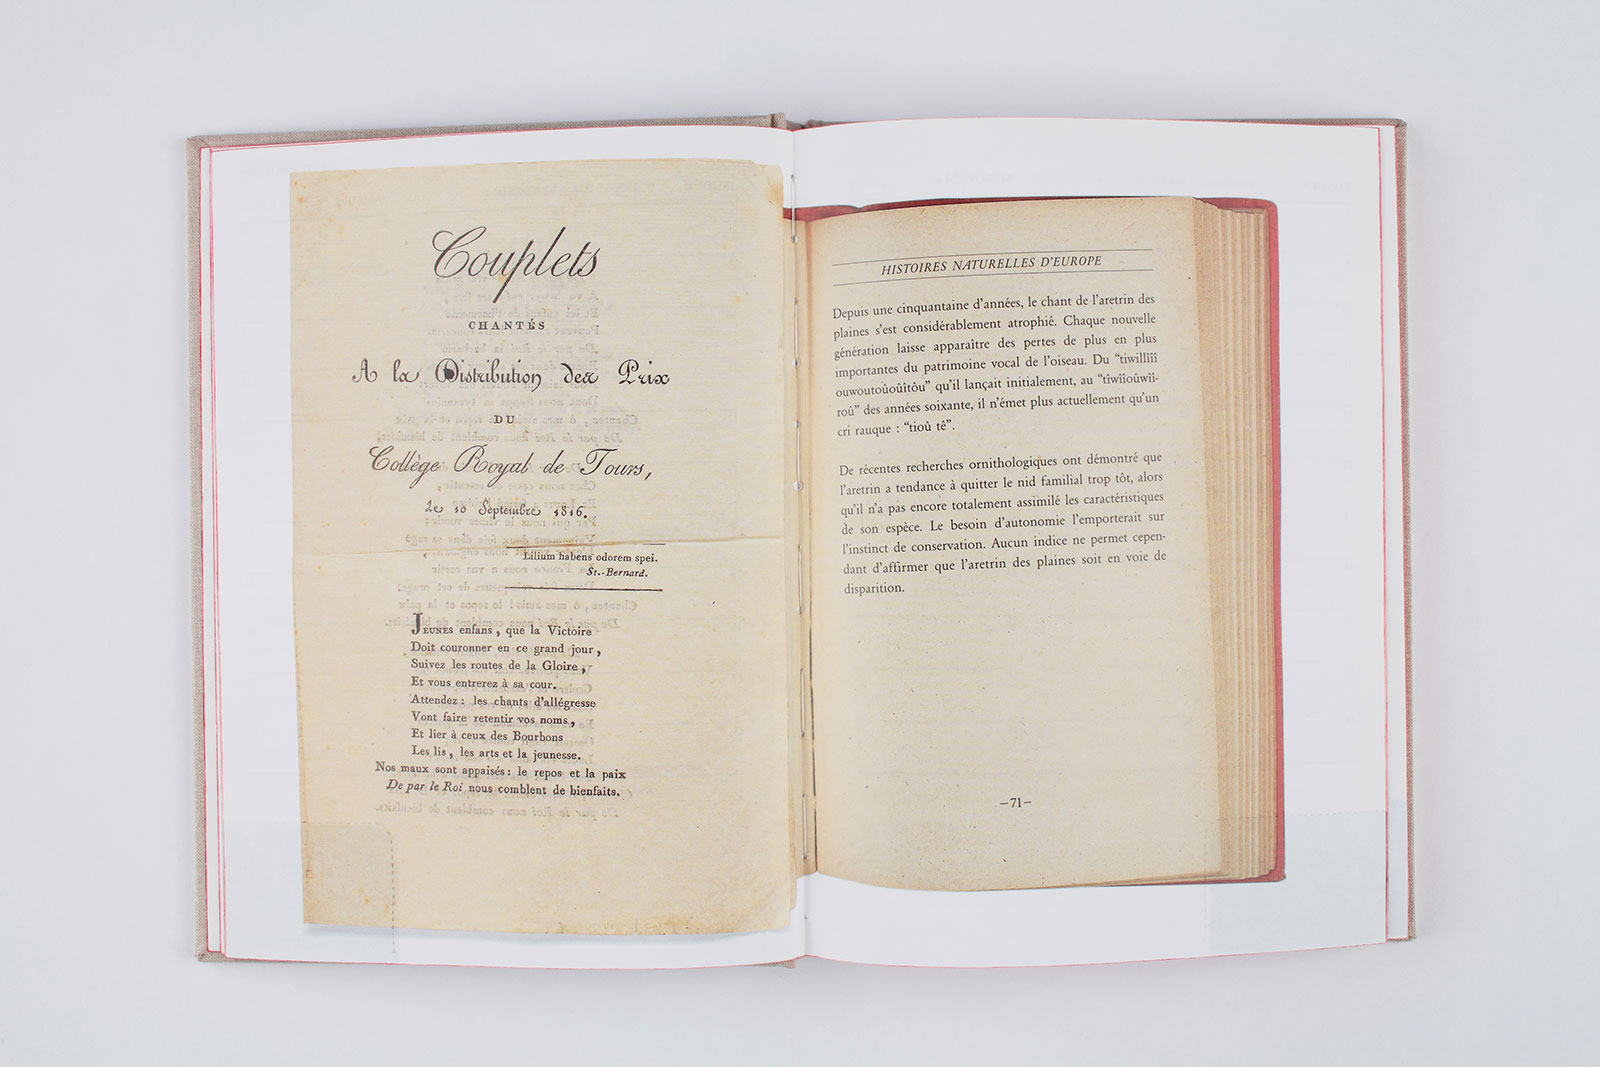 Couplets
CHANTÉS
A la Distribution des Prix
DU
Collège Royal de Tours,
Le 10 Septembre 1816.
Lilium habens odorem spei.
St.-Bernard.
JEUNES enfans, que la Victoire
Doit couronner en ce grand jour,
Suivez les routes de la Gloire,
Et vous entrerez à sa cour.
Attendez : les chants d'allégresse
Vont faire retentir vos noms,
Et lier à ceux des Bourbons
Les lis, les arts et la jeunesse.
Nos maux sont appaisés : le repos et la paix
De par le Roi nous comblent de bienfaits.
HISTOIRES NATURELLES D'EUROPE
Depuis une cinquantaine d'années, le chant de l'aretrin des
plaines s'est considérablement atrophié. Chaque nouvelle
génération laisse apparaître des pertes de plus en plus
importantes du patrimoine vocal de l'oiseau. Du “tiwillîîï
ouwoutoûoûîtôu” qu'il lançait initialement, au “tîwîîoûwîî-
roû” des années soixante, il n'émet plus actuellement qu'un
cri rauque : “tioû tê”.
De récentes recherches ornithologiques ont démontré que
l'aretrin a tendance à quitter le nid familial trop tôt, alors
qu'il n'a pas encore totalement assimilé les caractéristiques
de son espèce. Le besoin d'autonomie l'emporterait sur
l'instinct de conservation. Aucun indice ne permet cepen-
dant d'affirmer que l'aretrin des plaines soit en voie de
disparition.
–71–